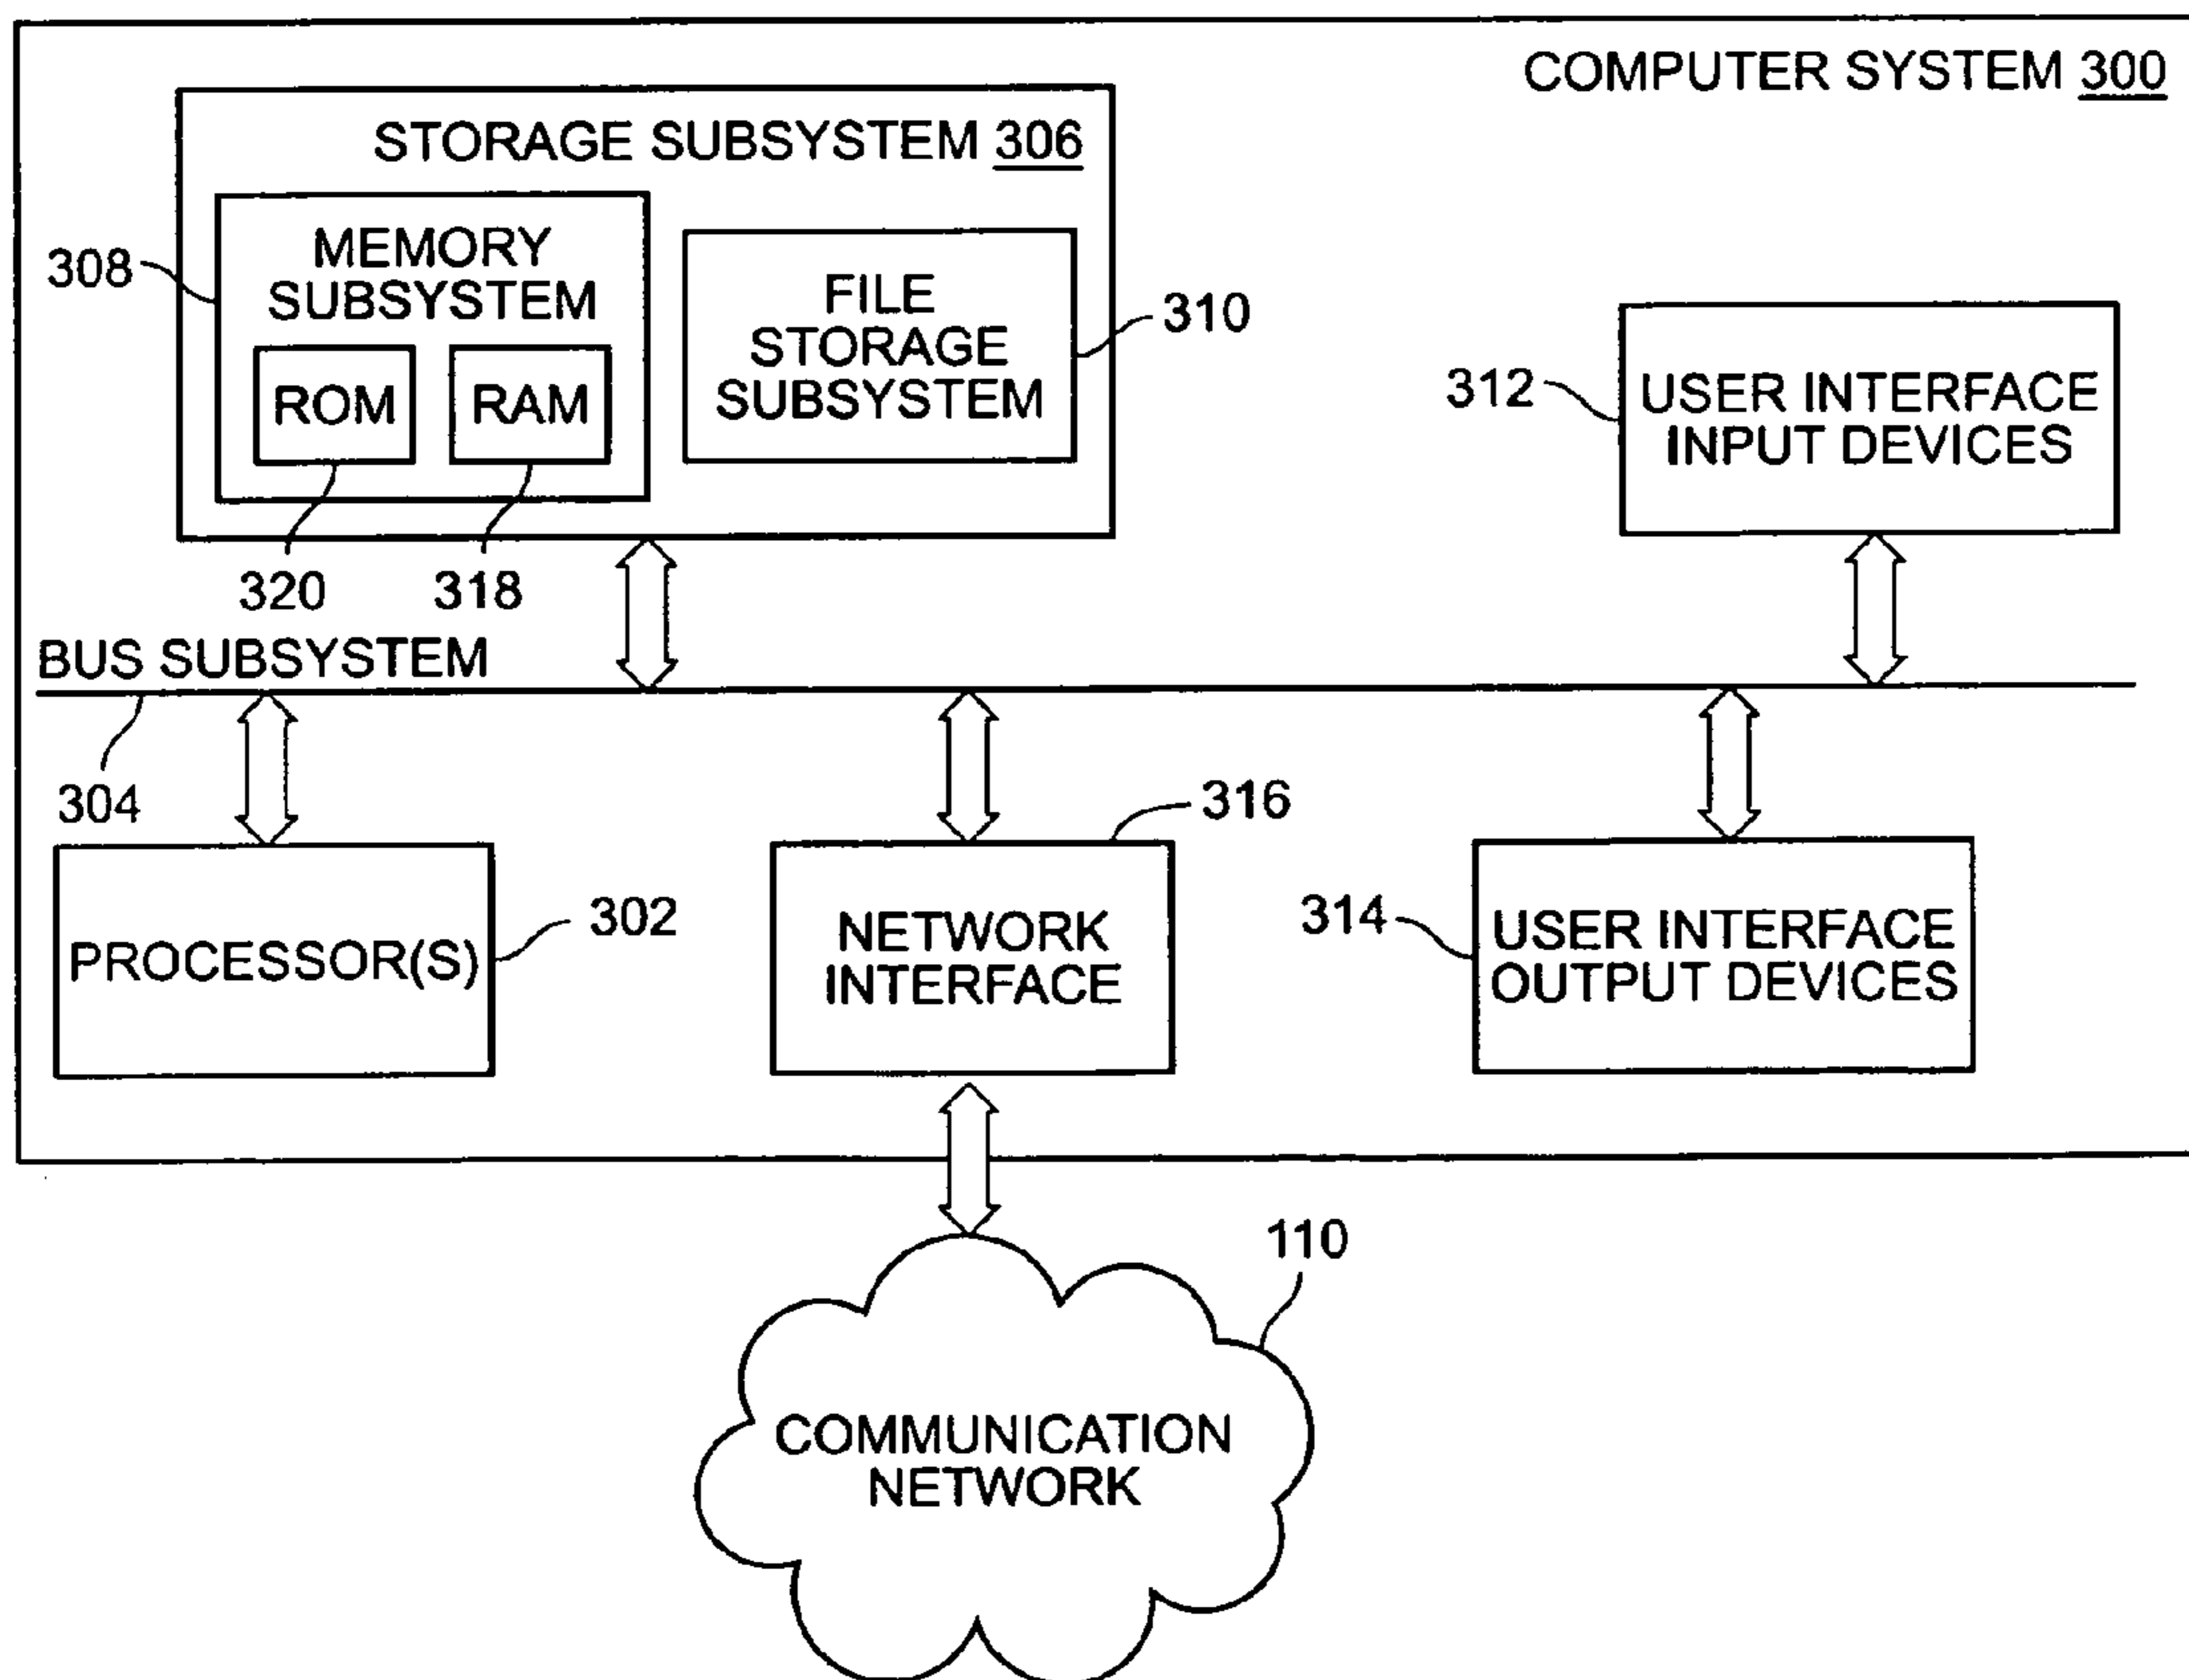 COMPUTER SYSTEM 300
STORAGE SUBSYSTEM 306
308
MEMORY
SUBSYSTEM
ROM
RAM
FILE
STORAGE
SUBSYSTEM
310
312
USER INTERFACE
INPUT DEVICES
320
318
BUS SUBSYSTEM
304
PROCESSOR(S)
302
316
NETWORK
INTERFACE
314
USER INTERFACE
OUTPUT DEVICES
110
COMMUNICATION
NETWORK